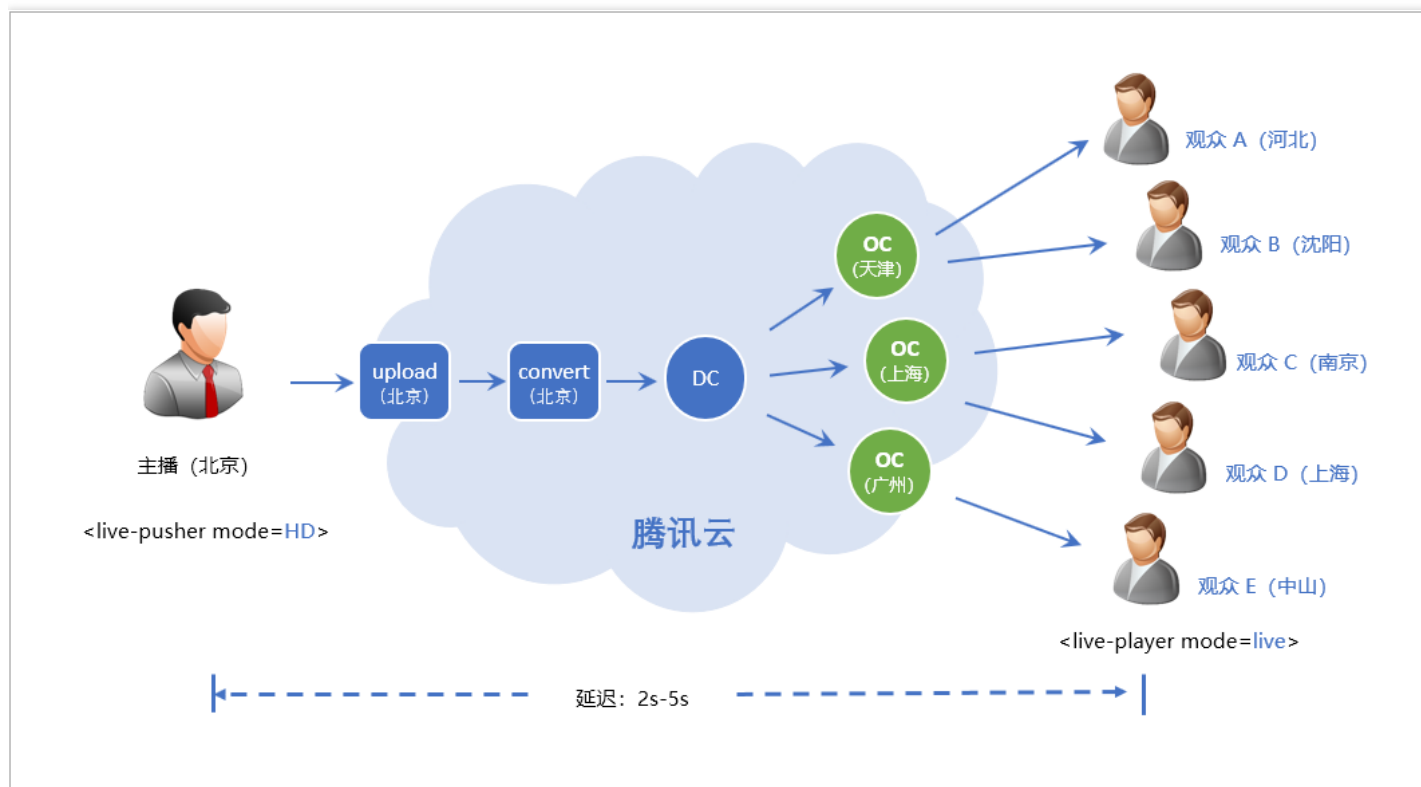 主播（北京）
<live-pusher mode=HD>
upload
（北京）
convert
（北京）
DC
OC
（天津）
OC
（上海）
OC
（广州）
腾讯云
观众 A（河北）
观众 B（沈阳）
观众 C（南京）
观众 D（上海）
观众 E（中山）
<live-player mode=live>
延迟：2s-5s